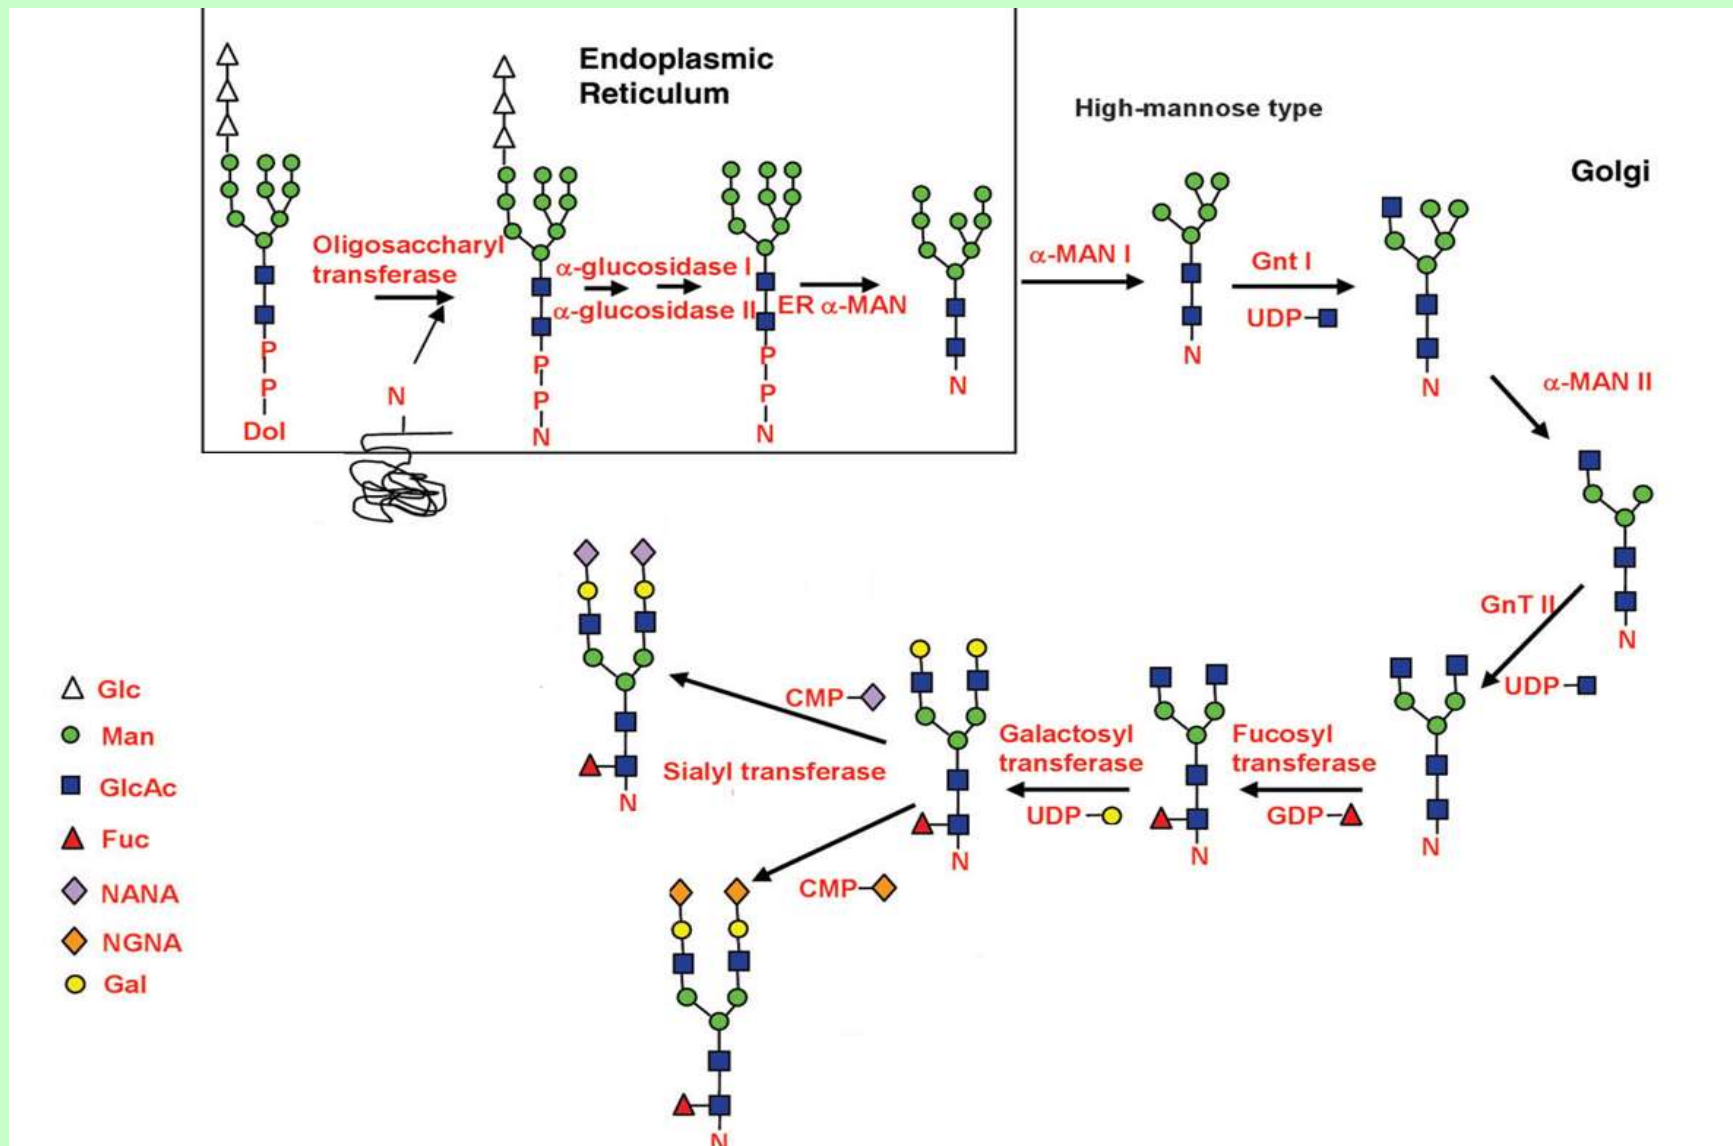 Endoplasmic
Reticulum
High-mannose type
Golgi
Oligosaccharyl
transferase
α-glucosidase I
α-glucosidase II
ER α-MAN
α-MAN I
Gnt I
UDP
P
P
Dol
N
P
P
N
P
P
N
N
N
N
α-MAN II
GnT II
N
UDP
CMP
Galactosyl
transferase
Fucosyl
transferase
Sialyl transferase
UDP
GDP
N
N
N
N
CMP
N
Glc
Man
GlcAc
Fuc
NANA
NGNA
Gal